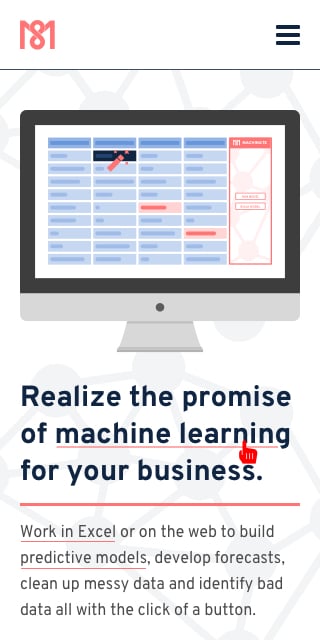 Realize the promise
of machine learning
for your business.
Work in Excel or on the web to build
predictive models, develop forecasts,
clean up messy data and identify bad
data all with the click of a button.